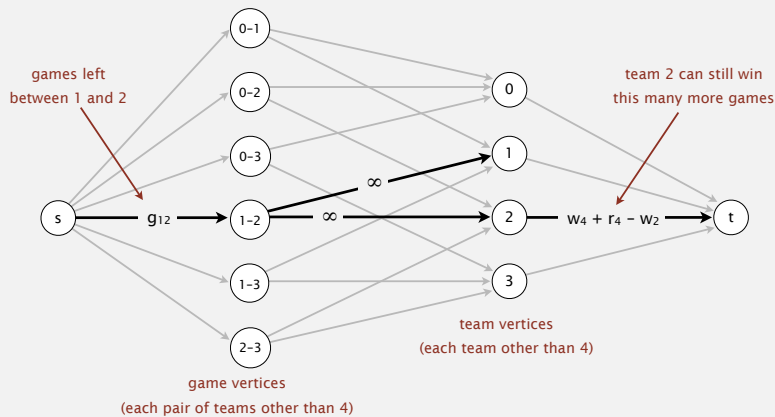 games left
between 1 and 2
team 2 can still win
this many more games
0–1
0–2
0–3
0
1
∞
s
g12
1–2
∞
2
w4 + r4 – w2
t
1–3
3
2–3
team vertices
(each team other than 4)
game vertices
(each pair of teams other than 4)